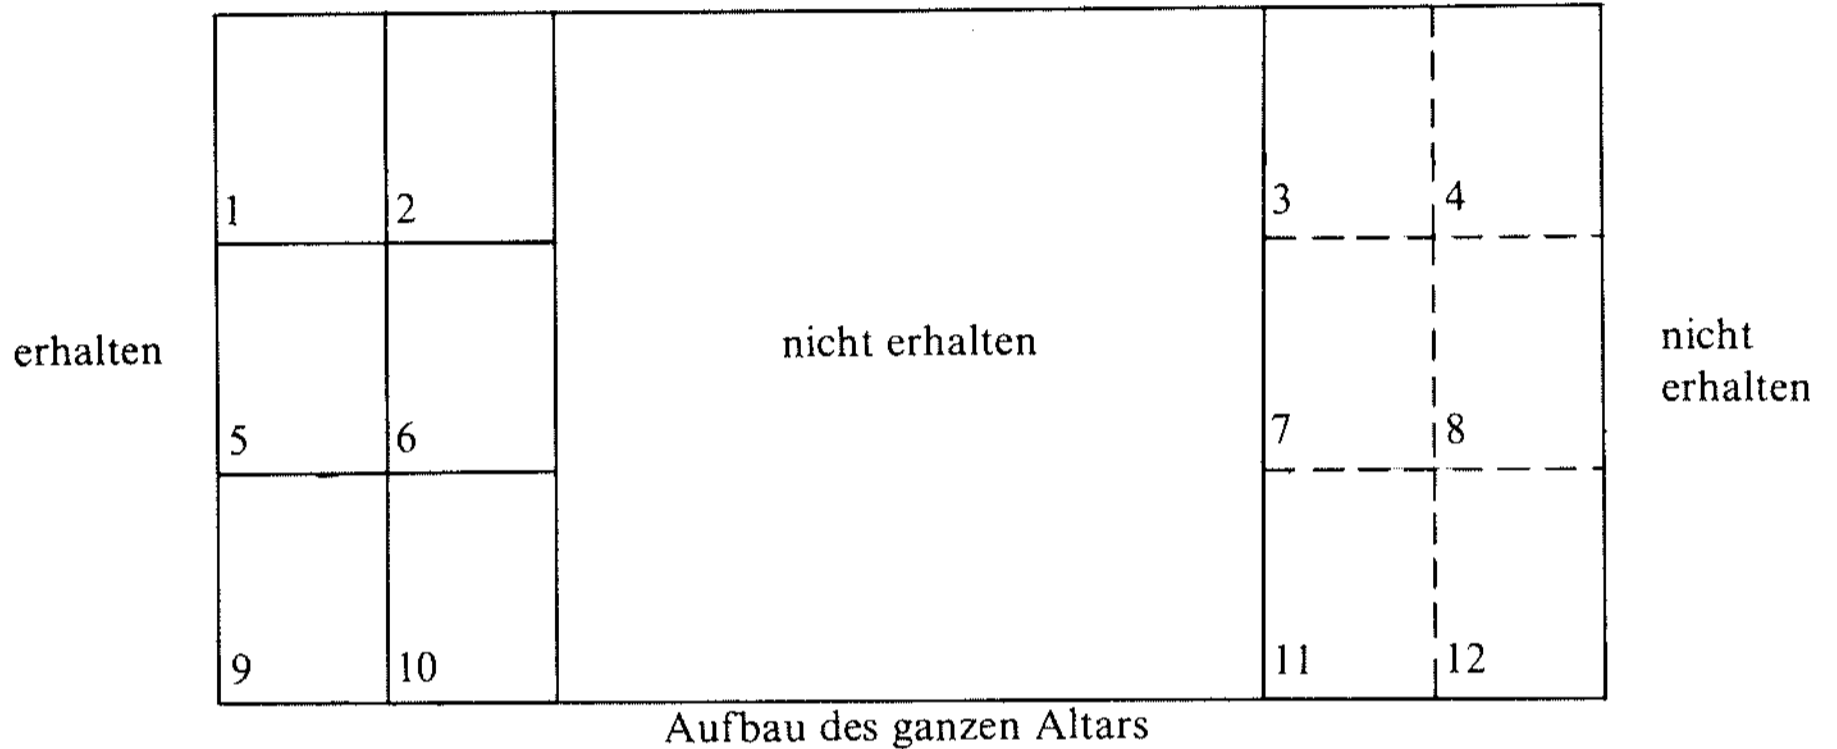 1 2 3 4
erhalten nicht erhalten nicht
erhalten
5 6 7 8
9 10 11 12
Aufbau des ganzen Altars